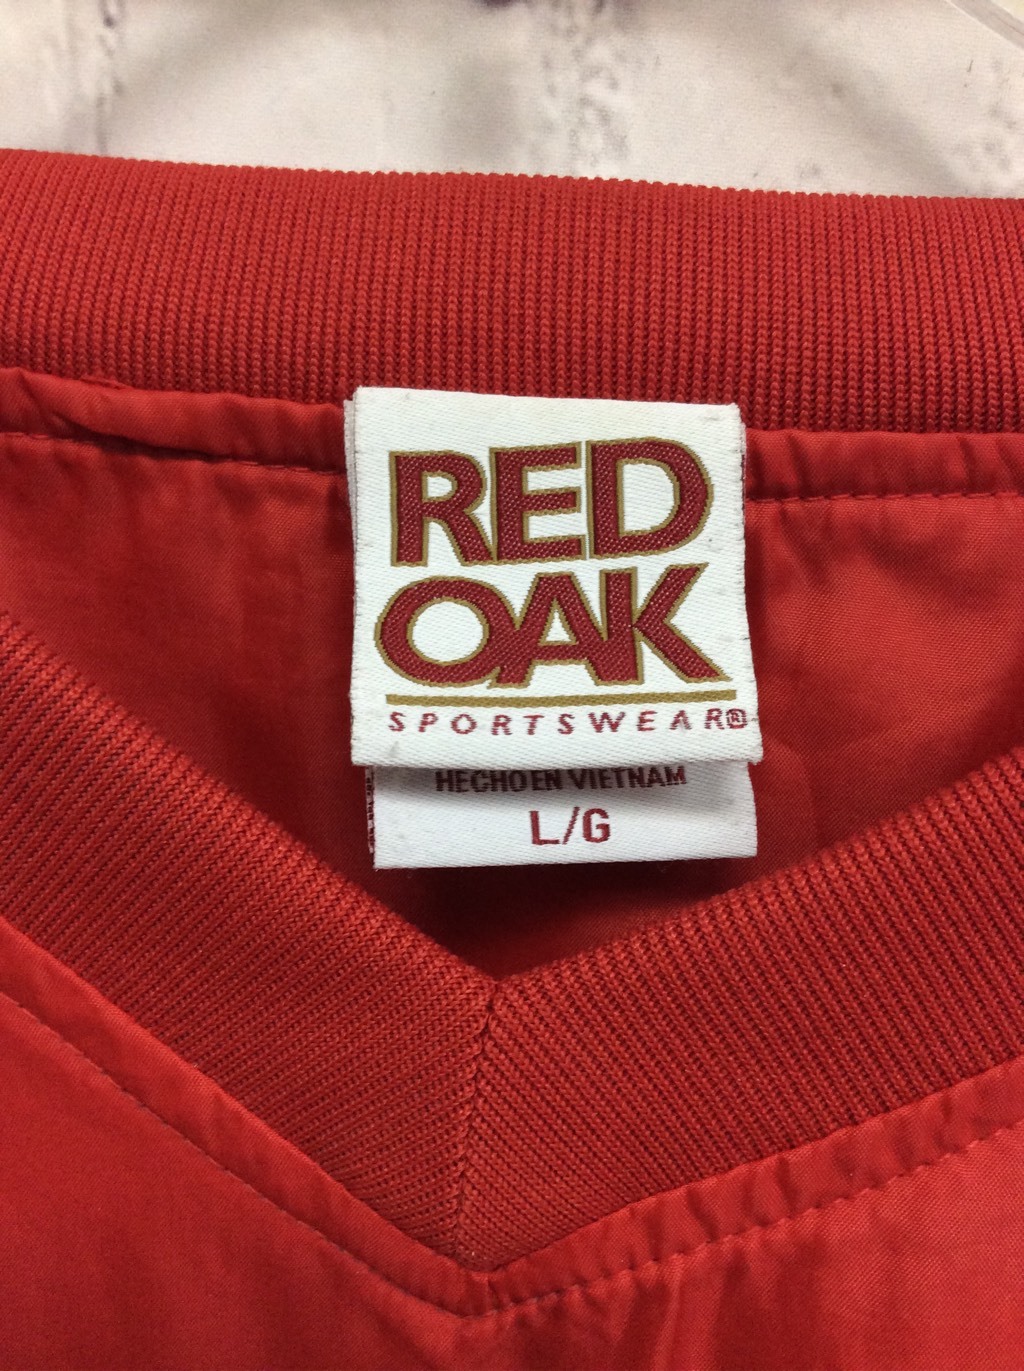 RED
OAK
SPORTSWEAR®
HECHO EN VIETNAM
L/G